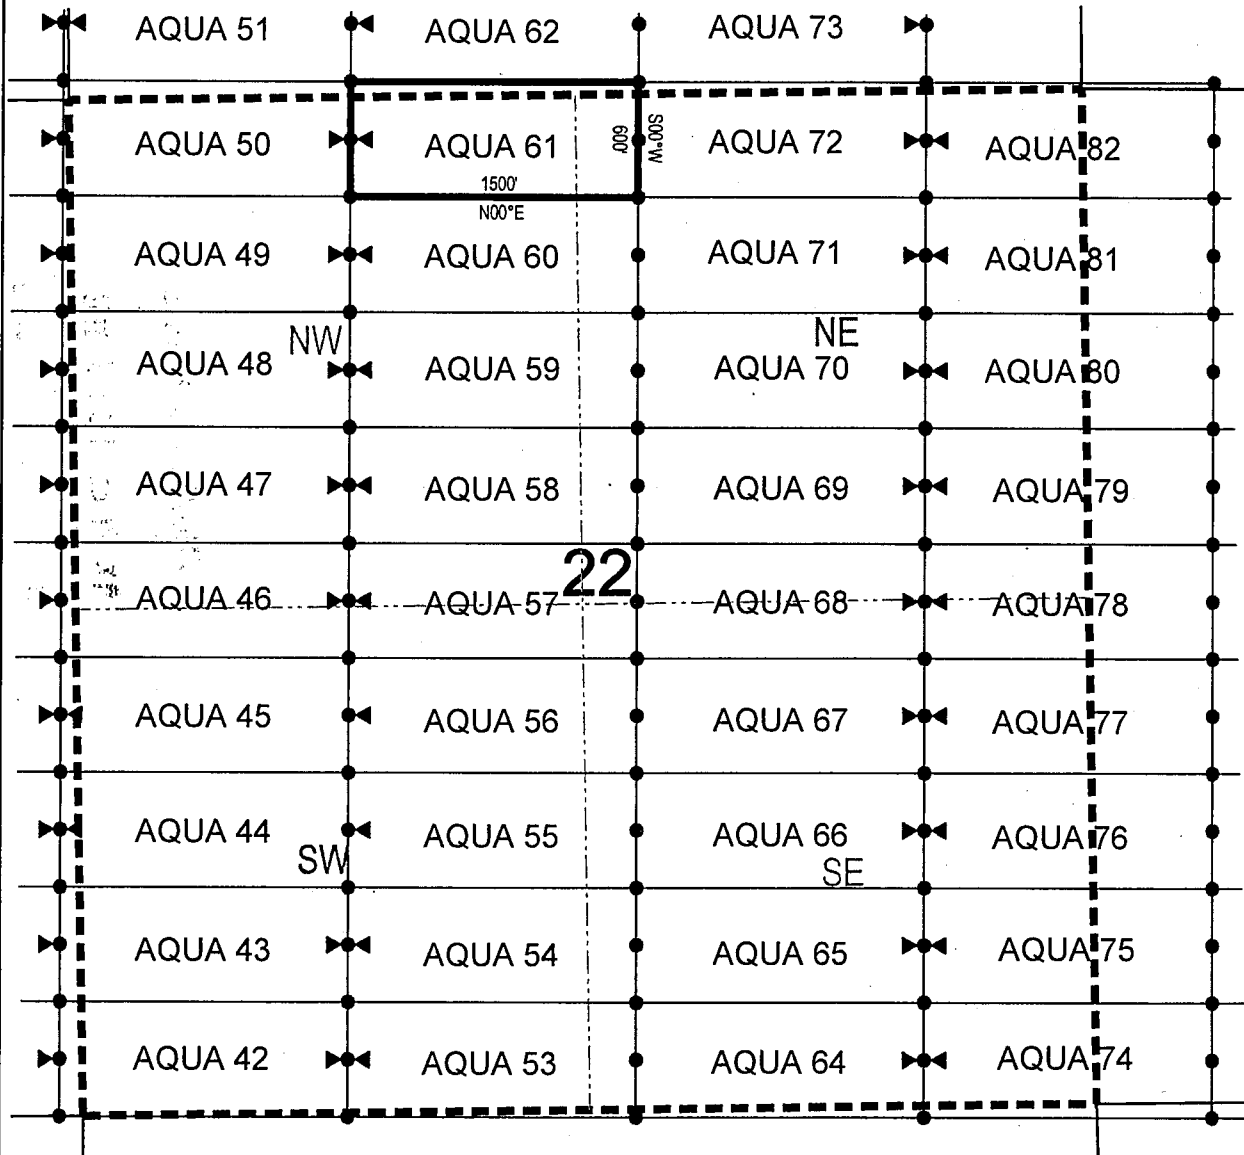 AQUA 51 AQUA 62 AQUA 73
AQUA 50 AQUA 61 600' S00°W AQUA 72 AQUA 82
1500'
N00°E
AQUA 49 AQUA 60 AQUA 71 AQUA 81
NW NE
AQUA 48 AQUA 59 AQUA 70 AQUA 80
AQUA 47 AQUA 58 AQUA 69 AQUA 79
22
AQUA 46 AQUA 57 AQUA 68 AQUA 78
AQUA 45 AQUA 56 AQUA 67 AQUA 77
AQUA 44 AQUA 55 AQUA 66 AQUA 76
SW SE
AQUA 43 AQUA 54 AQUA 65 AQUA 75
AQUA 42 AQUA 53 AQUA 64 AQUA 74